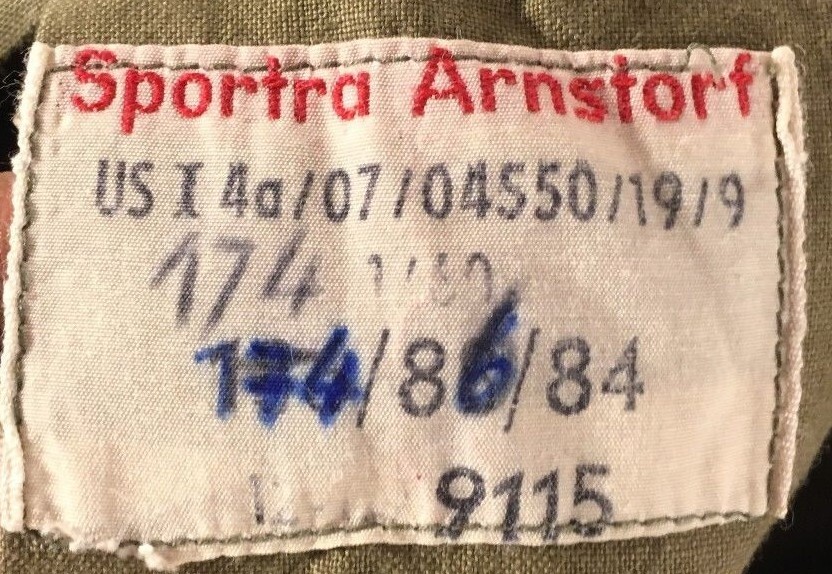 Sportra Arnstorf
US I 4a/07/04550/19/9
174
174/86/84
9115